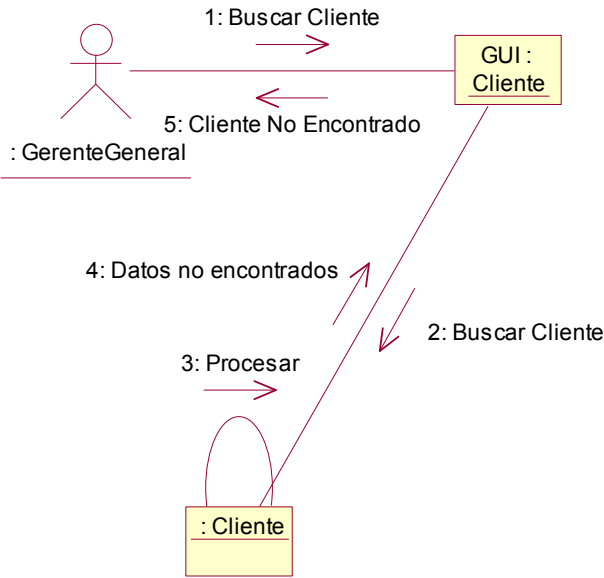 1: Buscar Cliente
GUI :
Cliente
5: Cliente No Encontrado
: GerenteGeneral
4: Datos no encontrados
2: Buscar Cliente
3: Procesar
: Cliente